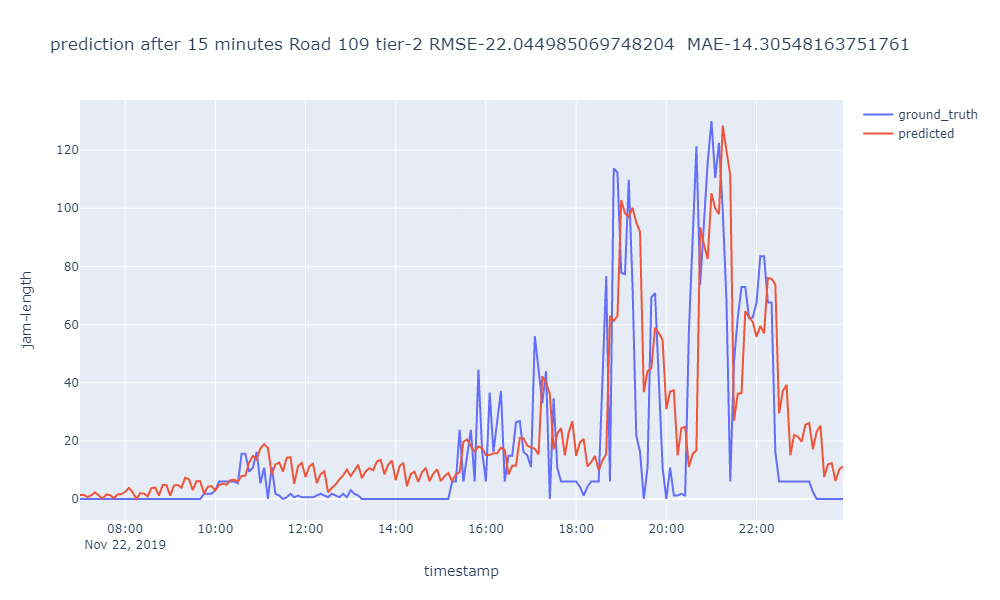 prediction after 15 minutes Road 109 tier-2 RMSE-22.044985069748204 MAE-14.30548163751761
ground_truth
predicted
120
100
80
60
40
20
0
jam-length
08:00 10:00 12:00 14:00 16:00 18:00 20:00 22:00
Nov 22, 2019
timestamp